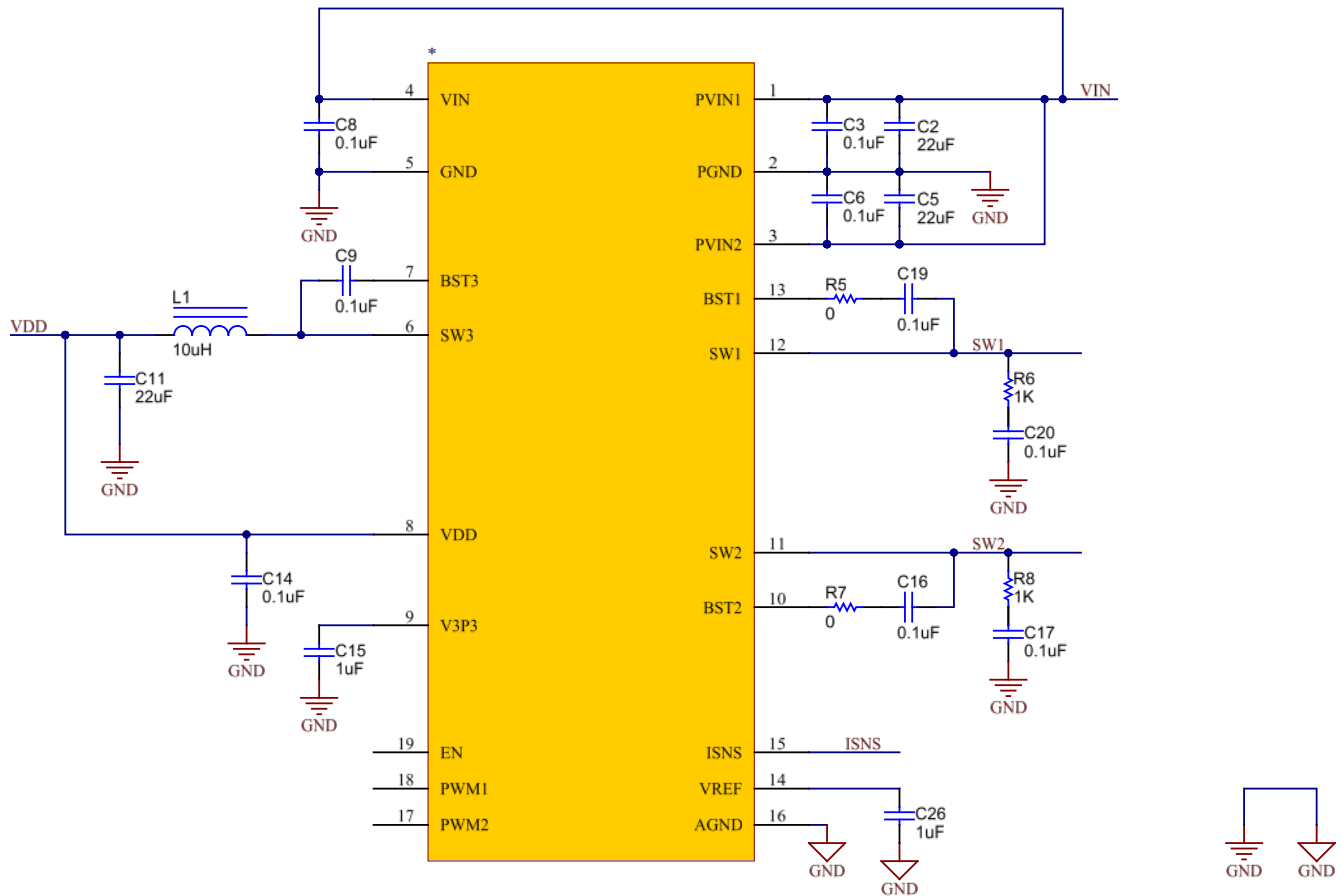 *
4 VIN PVIN1 1 VIN
C8
0.1uF
C3
0.1uF
C2
22uF
5 GND PGND 2
GND
GND
C6
0.1uF
C5
22uF
PVIN2 3
C9
0.1uF
7 BST3
BST1 13
R5
0
C19
0.1uF
VDD
L1
10uH
6 SW3
SW1 12
SW1
C11
22uF
GND
R6
1K
C20
0.1uF
GND
8 VDD
SW2 11
SW2
C14
0.1uF
GND
BST2 10
R7
0
C16
0.1uF
R8
1K
C17
0.1uF
GND
9 V3P3
C15
1uF
GND
19 EN
ISNS 15
ISNS
18 PWM1
VREF 14
17 PWM2
AGND 16
C26
1uF
GND
GND
GND
GND